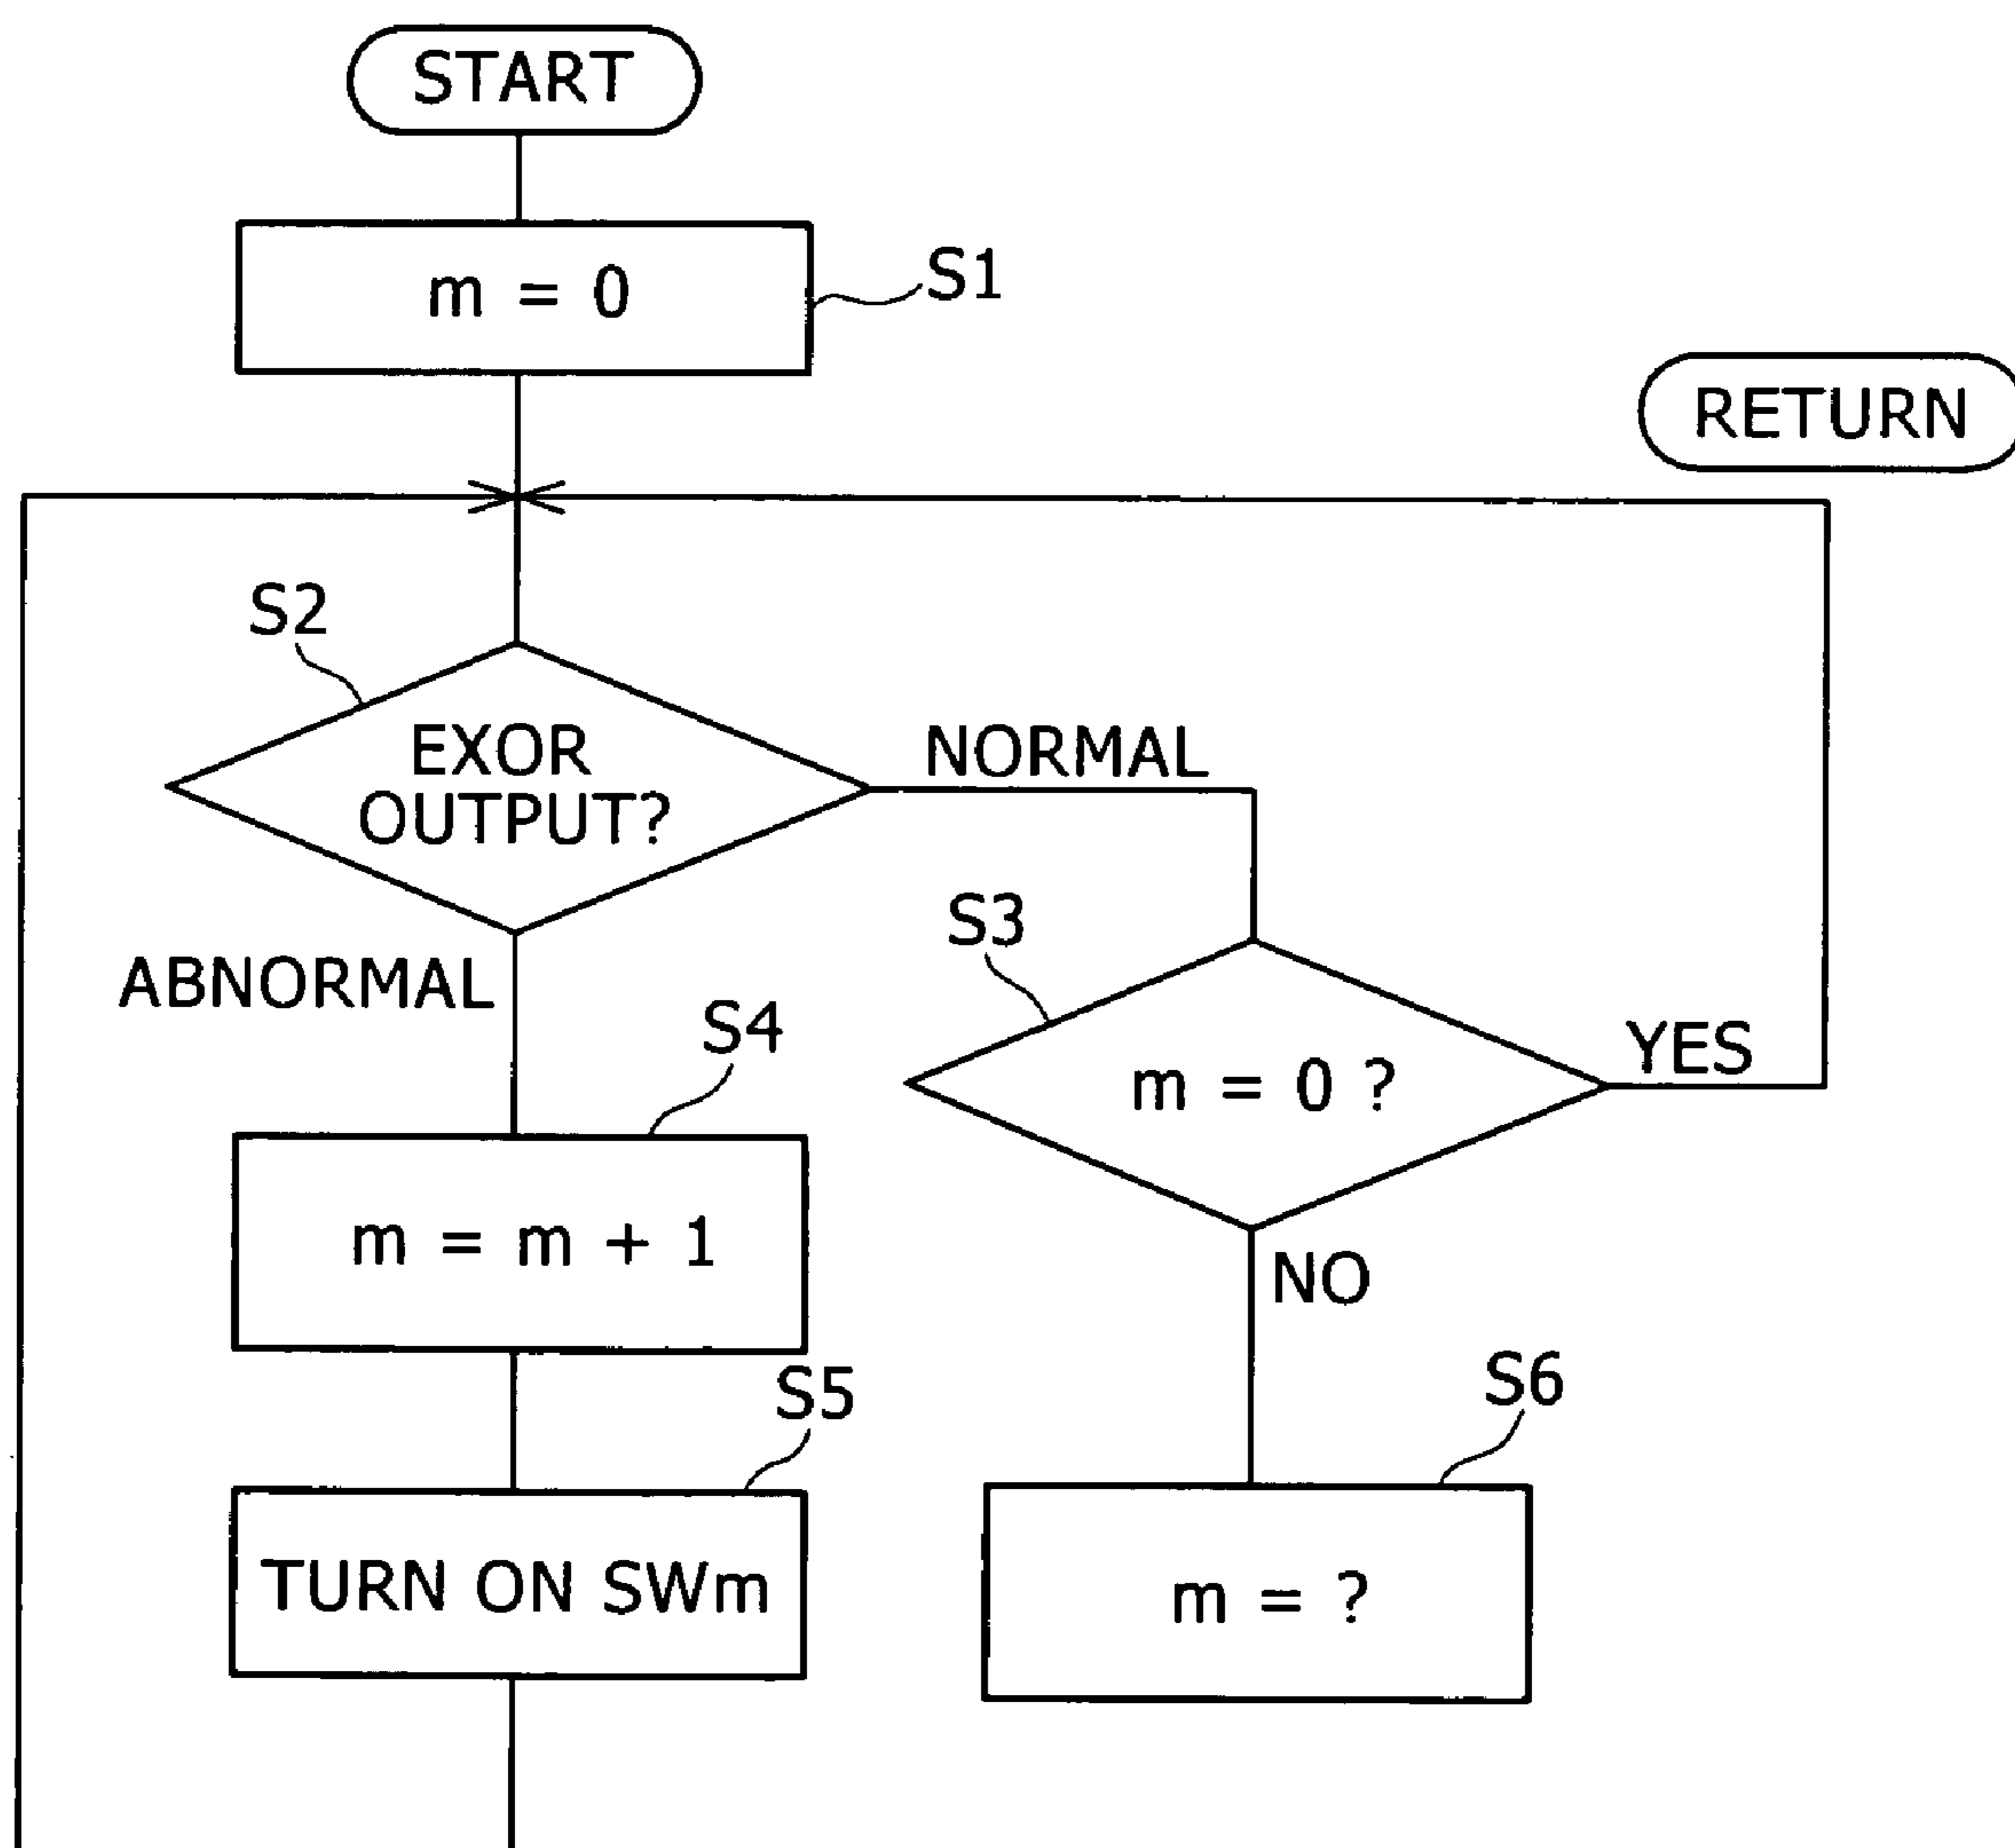 START
m = 0
S1
RETURN
S2
EXOR
OUTPUT?
NORMAL
ABNORMAL
S3
m = 0 ?
YES
NO
S4
m = m + 1
S5
TURN ON SWm
S6
m = ?